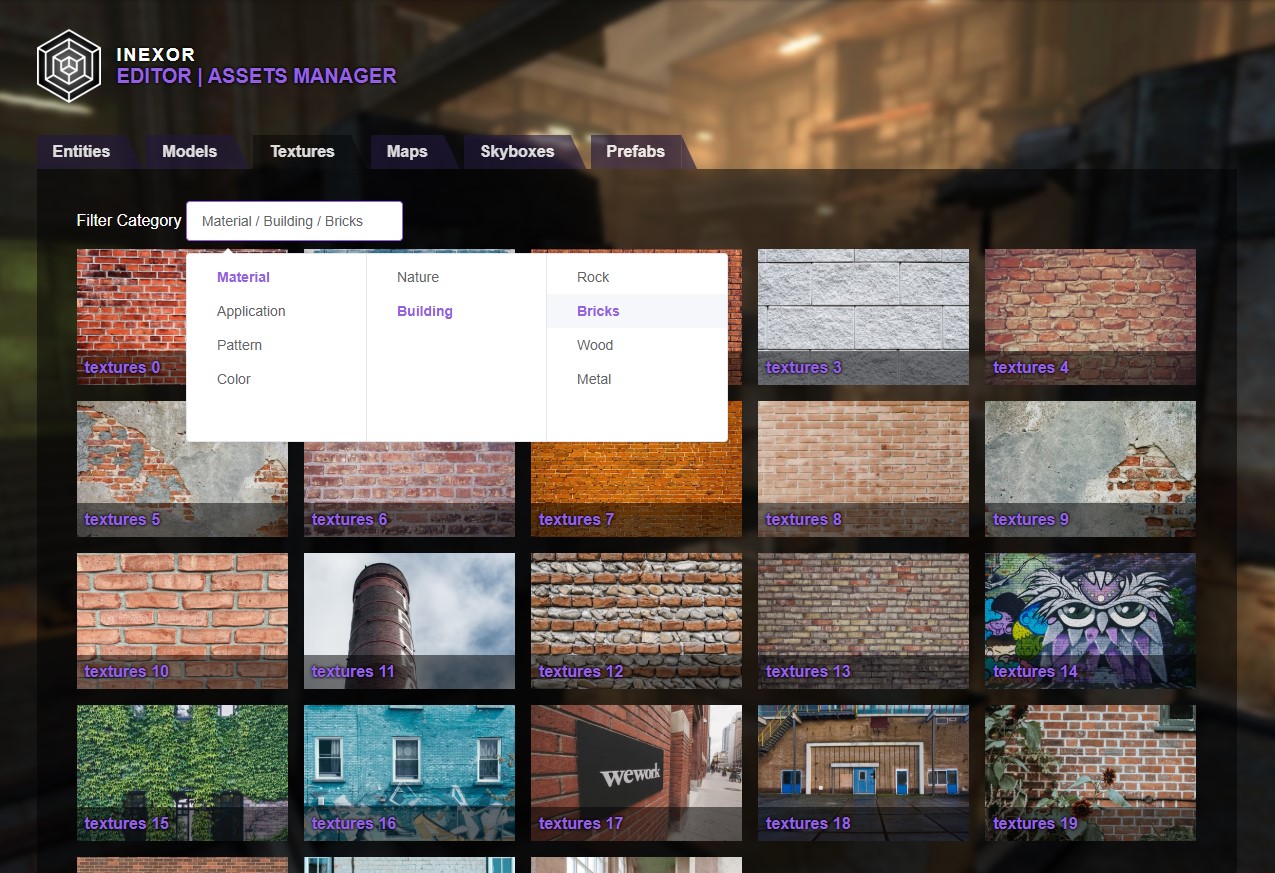 INEXOR
EDITOR | ASSETS MANAGER
Entities
Models
Textures
Maps
Skyboxes
Prefabs
Filter Category
Material / Building / Bricks
Material
Application
Pattern
Color
Nature
Building
Rock
Bricks
Wood
Metal
textures 0
textures 3
textures 4
textures 5
textures 6
textures 7
textures 8
textures 9
textures 10
textures 11
textures 12
textures 13
textures 14
textures 15
textures 16
wework
textures 17
textures 18
textures 19